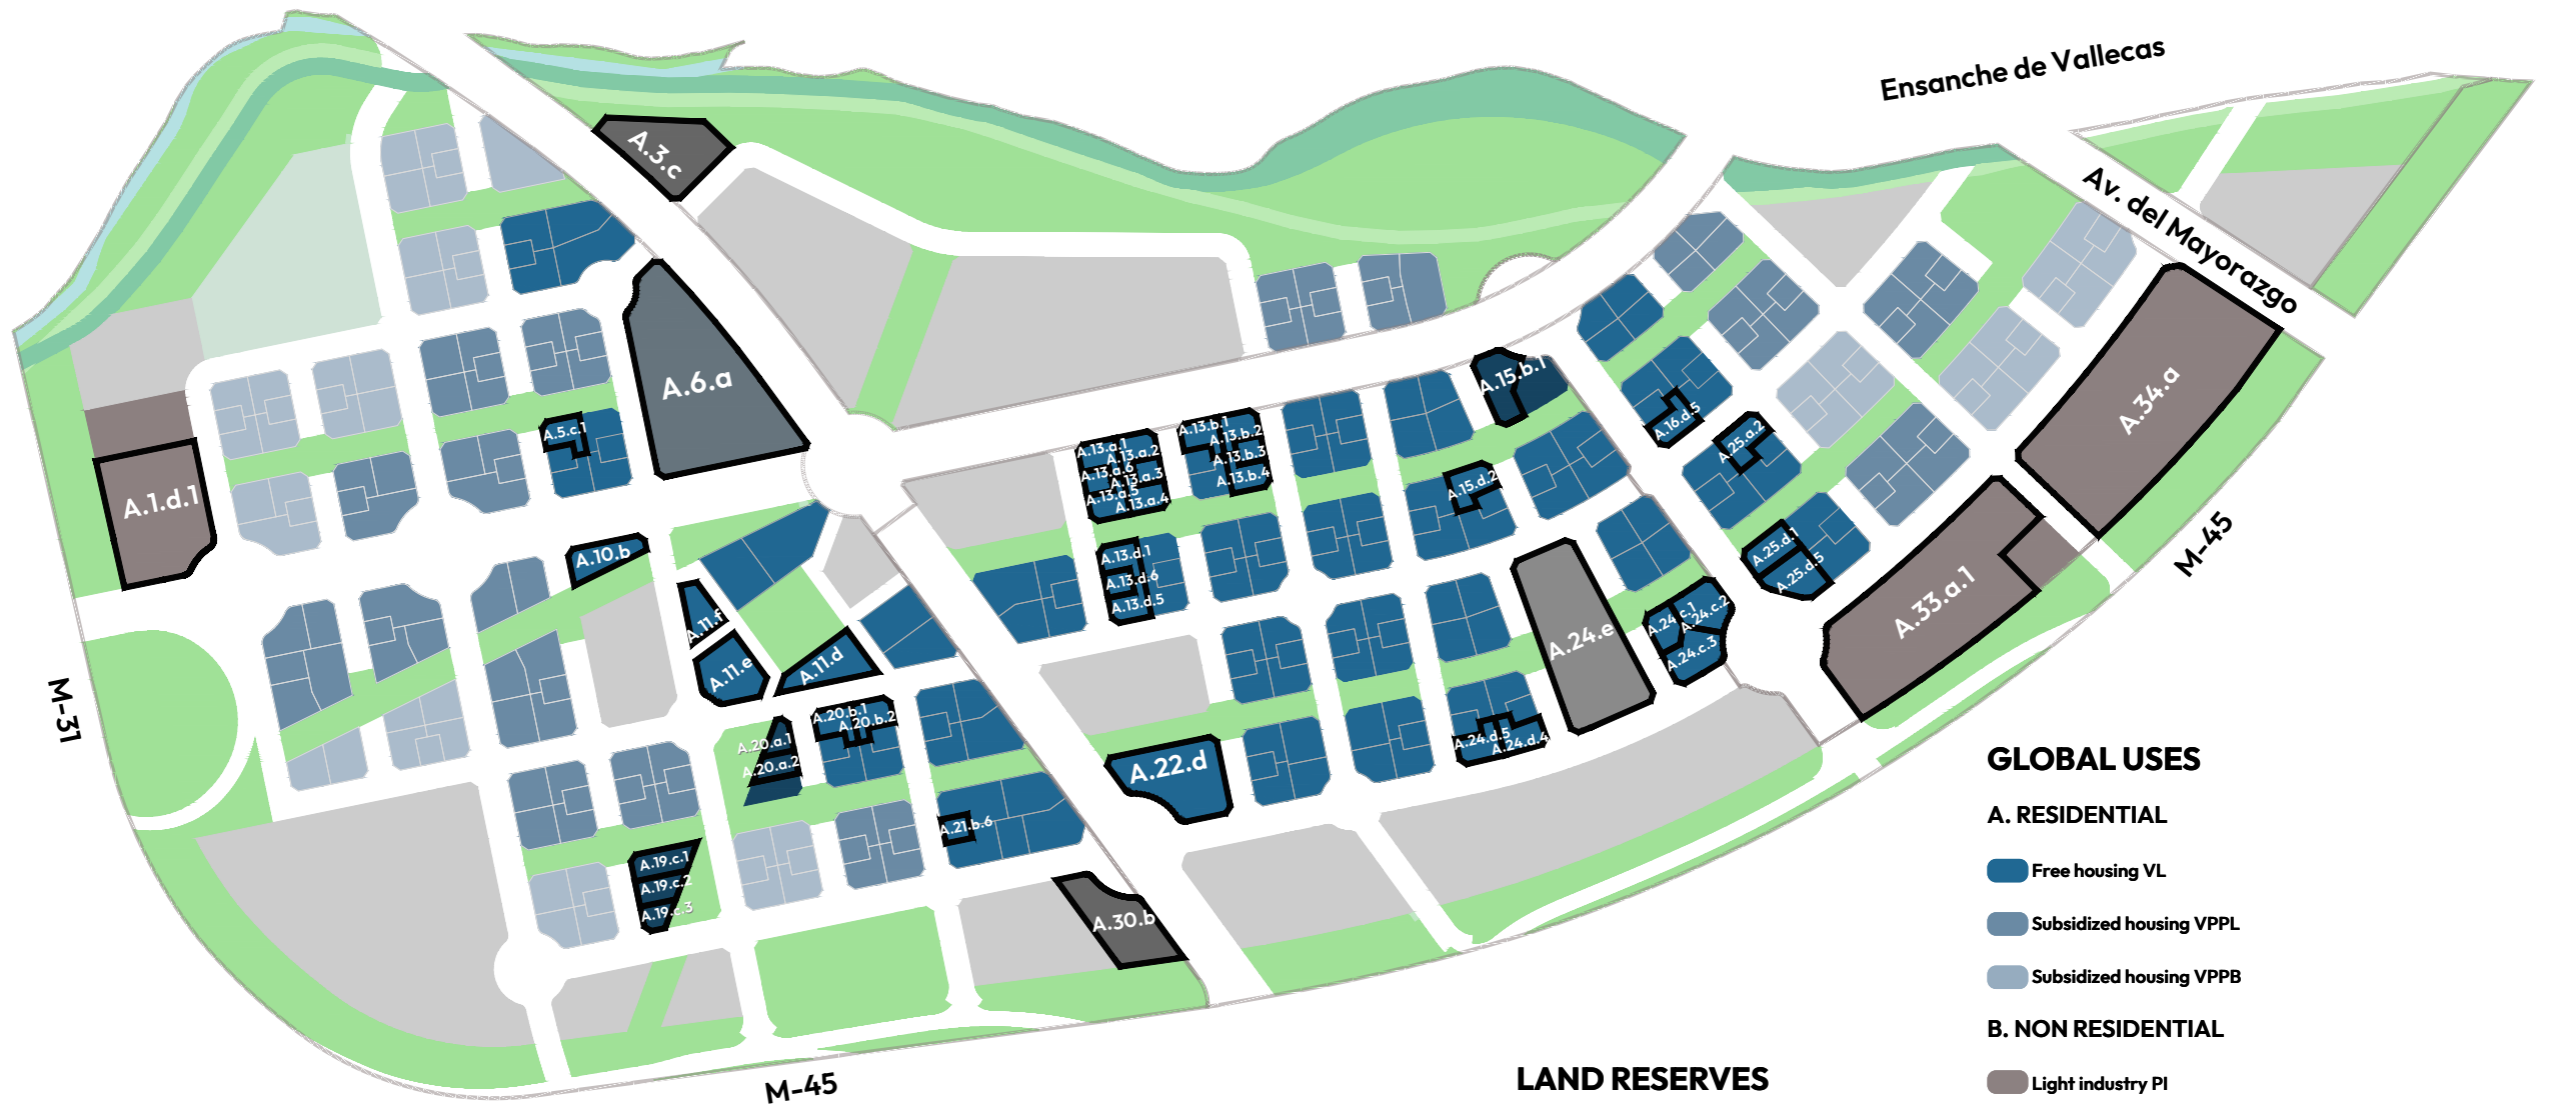 Ensanche de Vallecas
Av. del Mayorazgo
A.3.c
A.6.a
A.5.c.1
A.1.d.1
A.10.b
A.11.f
A.11.e
A.11.d
A.13.a.1
A.13.a.2
A.13.a.6
A.13.a.3
A.13.a.5
A.13.a.4
A.13.b.1
A.13.b.2
A.13.b.3
A.13.b.4
A.13.d.1
A.13.d.6
A.13.d.5
A.15.b.1
A.15.d.2
A.16.d.5
A.25.a.2
A.25.d.1
A.25.d.5
A.34.a
A.33.a.1
M-45
A.24.e
A.24.c.1
A.24.c.2
A.24.c.3
A.24.d.5
A.24.d.4
A.22.d
A.20.a.1
A.20.a.2
A.20.b.1
A.20.b.2
A.21.b.6
A.19.c.1
A.19.c.2
A.19.c.3
A.30.b
M-31
M-45
LAND RESERVES
GLOBAL USES
A. RESIDENTIAL
Free housing VL
Subsidized housing VPPL
Subsidized housing VPPB
B. NON RESIDENTIAL
Light industry PI